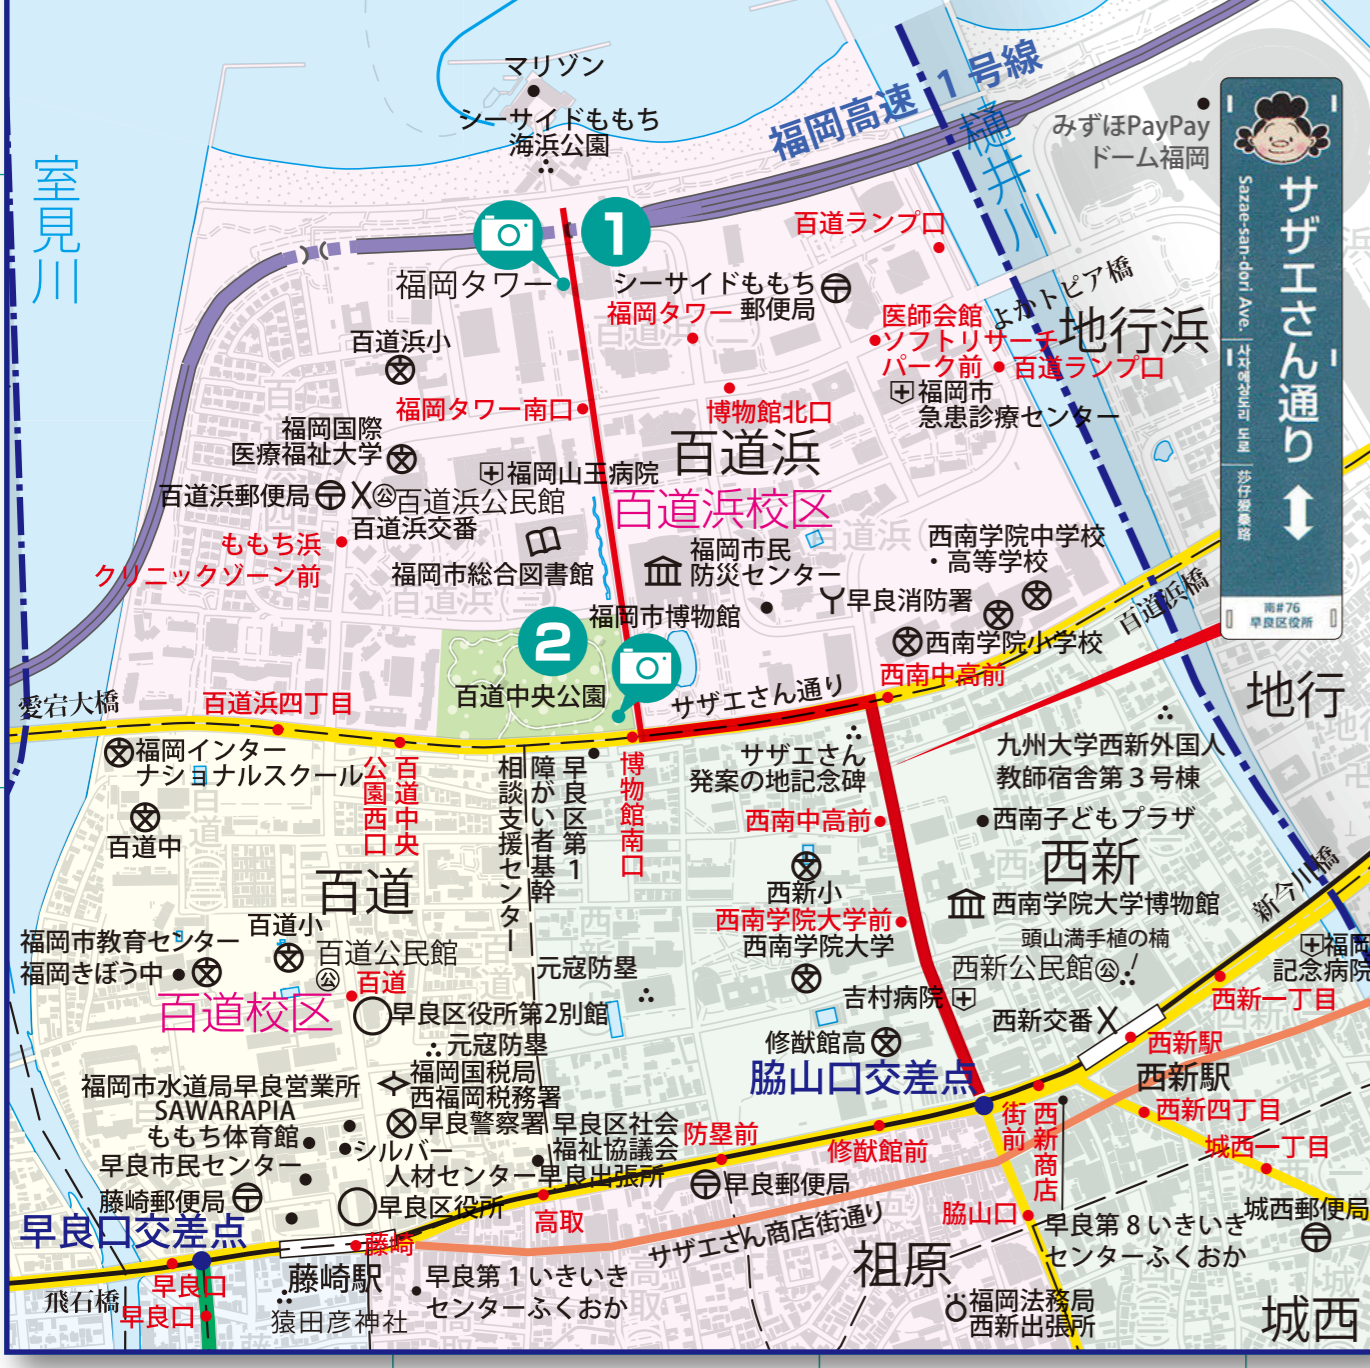 マリゾン
シーサイドももち
海浜公園
室見川
福岡高速 1 号線
樋井川
みずほPayPay
ドーム福岡
サザエさん通り
Sazae-san-dori Ave.
사자에상도리 도로
莎仔爱桑路
南#76
早良区役所
1
百道ランプ口
福岡タワー
シーサイドももち
郵便局
福岡タワー
百道浜(二)
医師会館
ソフトリサーチ
パーク前
よかトピア橋
地行浜
百道ランプ口
百道浜小
福岡タワー南口
博物館北口
福岡市
急患診療センター
福岡国際
医療福祉大学
百道浜
福岡山王病院
百道浜郵便局
百道浜公民館
百道浜校区
百道浜交番
ももち浜
クリニックゾーン前
福岡市総合図書館
福岡市民
防災センター
西南学院中学校
・高等学校
早良消防署
福岡市博物館
西南学院小学校
百道浜橋
2
百道中央公園
西南中高前
サザエさん通り
地行
愛宕大橋
百道浜四丁目
福岡インター
ナショナルスクール
百道中央
公園西口
早良区第1
障がい者基幹
相談支援センター
博物館南口
サザエさん
発案の地記念碑
九州大学西新外国人
教師宿舎第3号棟
西南中高前
西南子どもプラザ
百道中
百道
西新小
西新
西南学院大学前
西南学院大学博物館
西南学院大学
新今川橋
百道小
福岡市教育センター
福岡きぼう中
百道公民館
百道
百道校区
元寇防塁
頭山満手植の楠
西新公民館
吉村病院
福岡
記念病院
西新一丁目
早良区役所第2別館
元寇防塁
修猷館高
西新交番
西新駅
西新駅
脇山口交差点
福岡市水道局早良営業所
福岡国税局
西福岡税務署
SAWARAPIA
ももち体育館
早良警察署
早良区社会
福祉協議会
早良出張所
シルバー
人材センター
早良市民センター
防塁前
修猷館前
西新商店
街前
西新四丁目
城西一丁目
藤崎郵便局
早良区役所
早良郵便局
高取
サザエさん商店街通り
脇山口
早良第8いきいき
センターふくおか
城西郵便局
早良口交差点
藤崎
藤崎駅
早良口
早良口
飛石橋
猿田彦神社
早良第1いきいき
センターふくおか
祖原
福岡法務局
西新出張所
城西